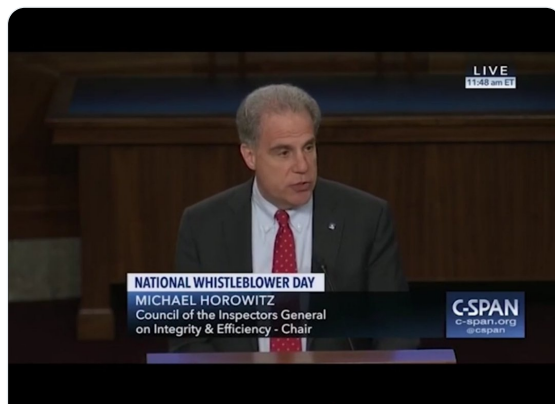 LIVE
11:48 am ET
NATIONAL WHISTLEBLOWER DAY
MICHAEL HOROWITZ
Council of the Inspectors General
on Integrity & Efficiency - Chair
C-SPAN
c-span.org
@cspan